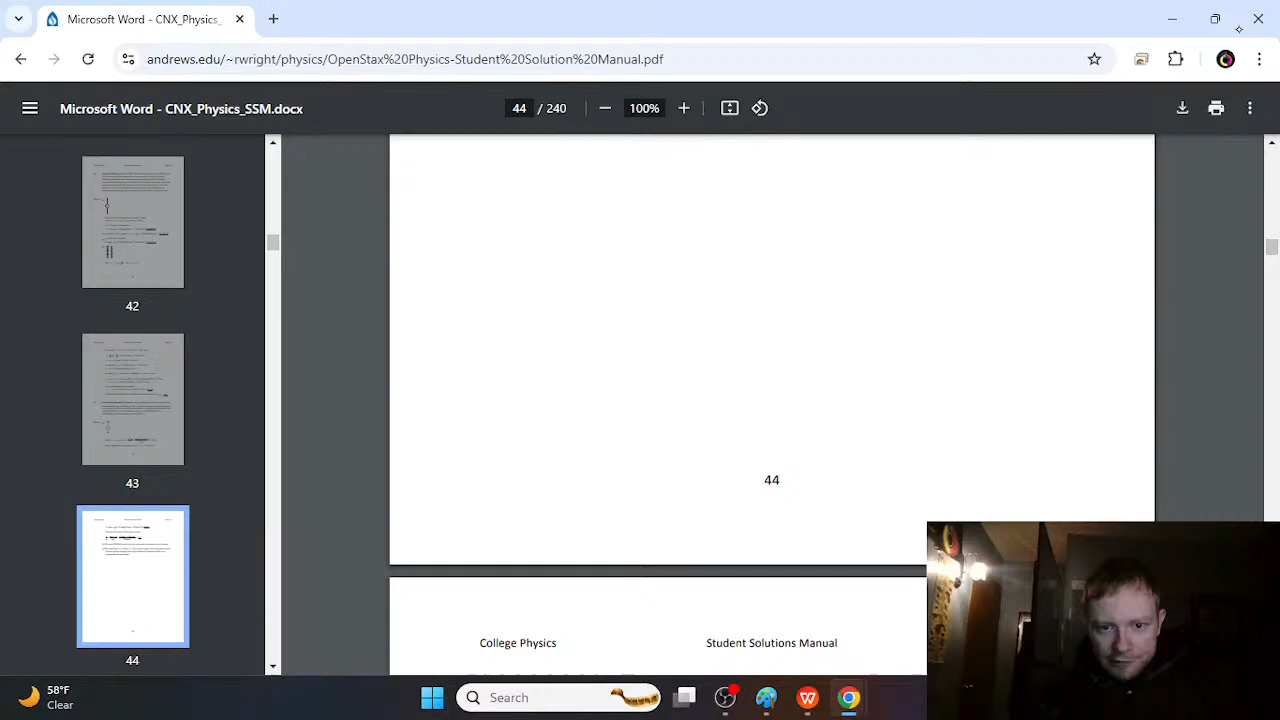 Microsoft Word - CNX_Physics_
andrews.edu/~rwright/physics/OpenStax%20Physics-Student%20Solution%20Manual.pdf
Microsoft Word - CNX_Physics_SSM.docx
44 / 240
100%
42
43
44
44
College Physics
Student Solutions Manual
58°F
Clear
Search